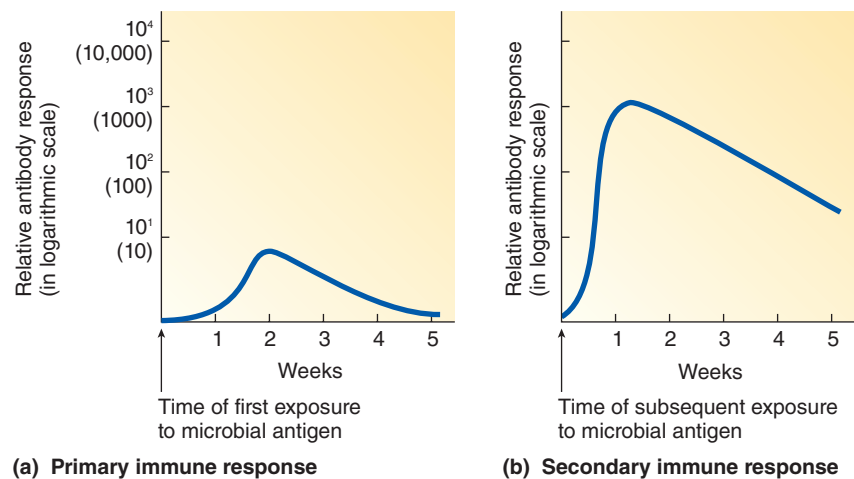 Relative antibody response
(in logarithmic scale)
10⁴
(10,000)
10³
(1000)
10²
(100)
10¹
(10)
1 2 3 4 5
Weeks
Time of first exposure
to microbial antigen
(a) Primary immune response
Relative antibody response
(in logarithmic scale)
1 2 3 4 5
Weeks
Time of subsequent exposure
to microbial antigen
(b) Secondary immune response